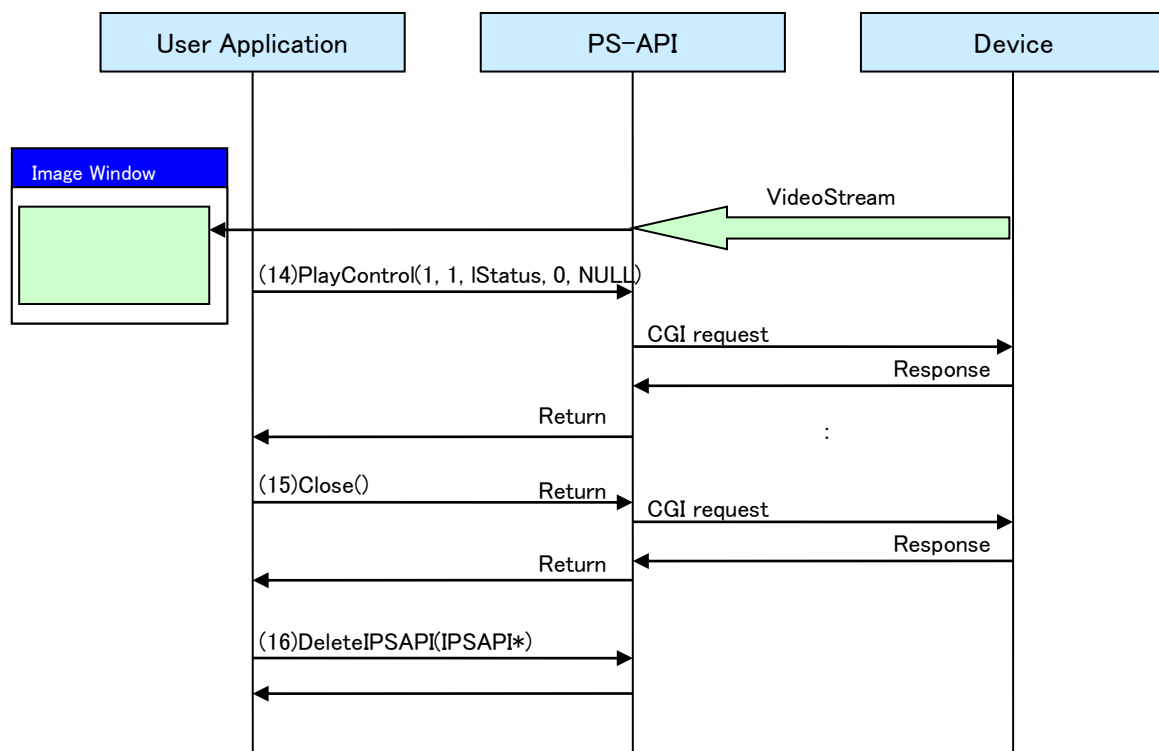 User Application
PS-API
Device
Image Window
VideoStream
(14)PlayControl(1, 1, lStatus, 0, NULL)
CGI request
Response
Return
:
(15)Close()
Return
CGI request
Response
Return
(16)DeleteIPSAPI(IPSAPI*)